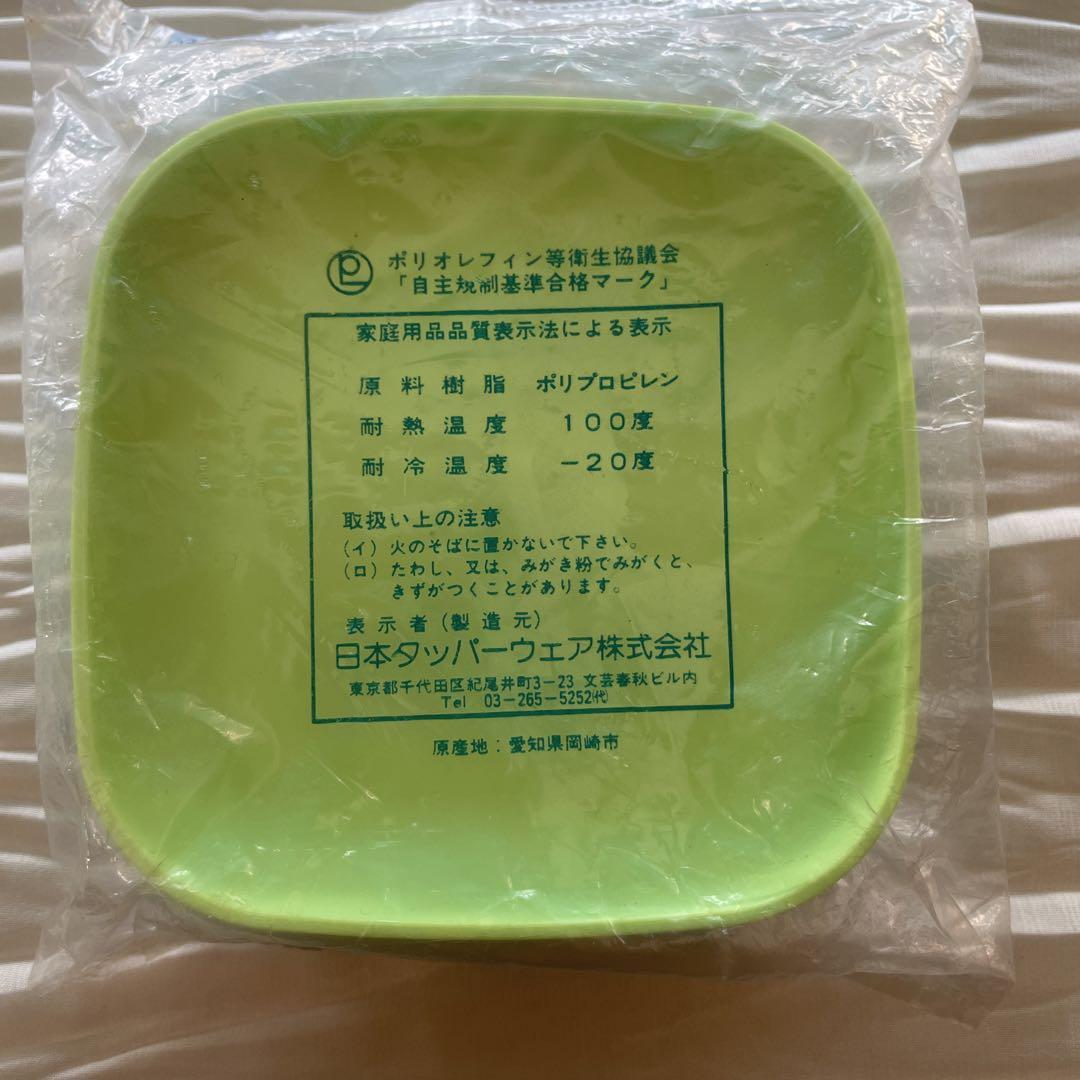 PL ポリオレフィン等衛生協議会
「自主規制基準合格マーク」
家庭用品品質表示法による表示
原料樹脂 ポリプロピレン
耐熱温度 100度
耐冷温度 -20度
取扱い上の注意
(イ) 火のそばに置かないで下さい。
(ロ) たわし、又は、みがき粉でみがくと、
きずがつくことがあります。
表示者(製造元)
日本タッパーウェア株式会社
東京都千代田区紀尾井町3-23 文芸春秋ビル内
Tel 03-265-5252(代)
原産地:愛知県岡崎市